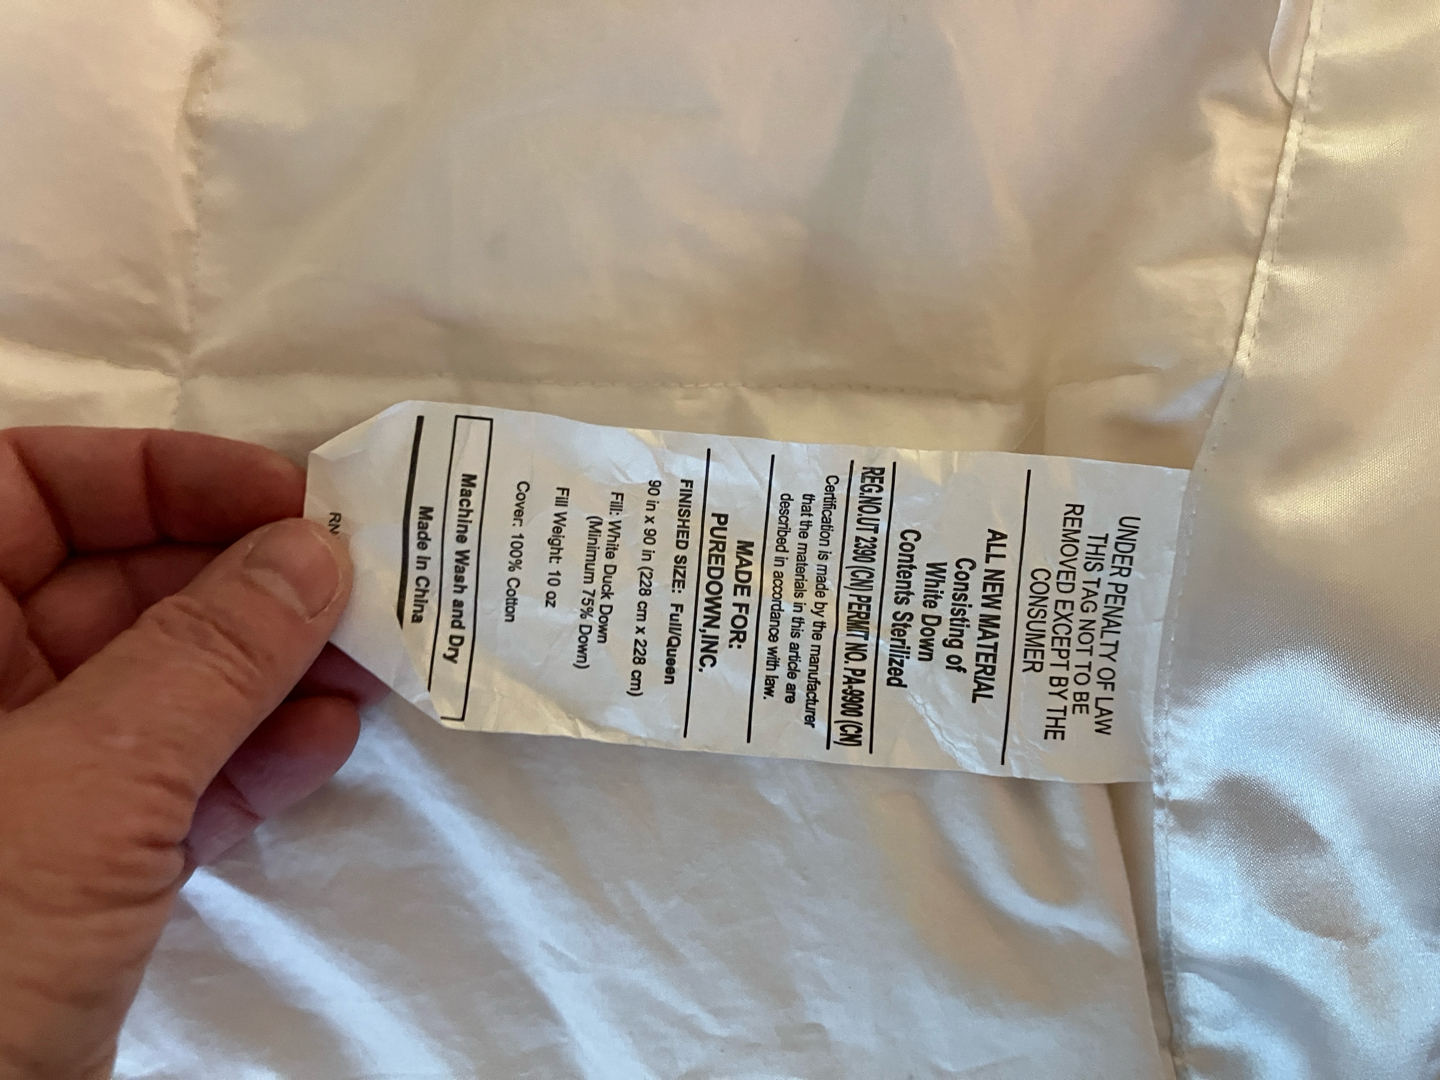 UNDER PENALTY OF LAW
THIS TAG NOT TO BE
REMOVED EXCEPT BY THE
CONSUMER
ALL NEW MATERIAL
Consisting of
White Down
Contents Sterilized
REG.NO.UT 2390 (CN) PERMIT NO. PA-9900 (CN)
Certification is made by the manufacturer
that the materials in this article are
described in accordance with law.
MADE FOR:
PUREDOWN,INC.
FINISHED SIZE: Full/Queen
90 in x 90 in (228 cm x 228 cm)
Fill: White Duck Down
(Minimum 75% Down)
Fill Weight: 10 oz
Cover: 100% Cotton
Machine Wash and Dry
Made In China
RN